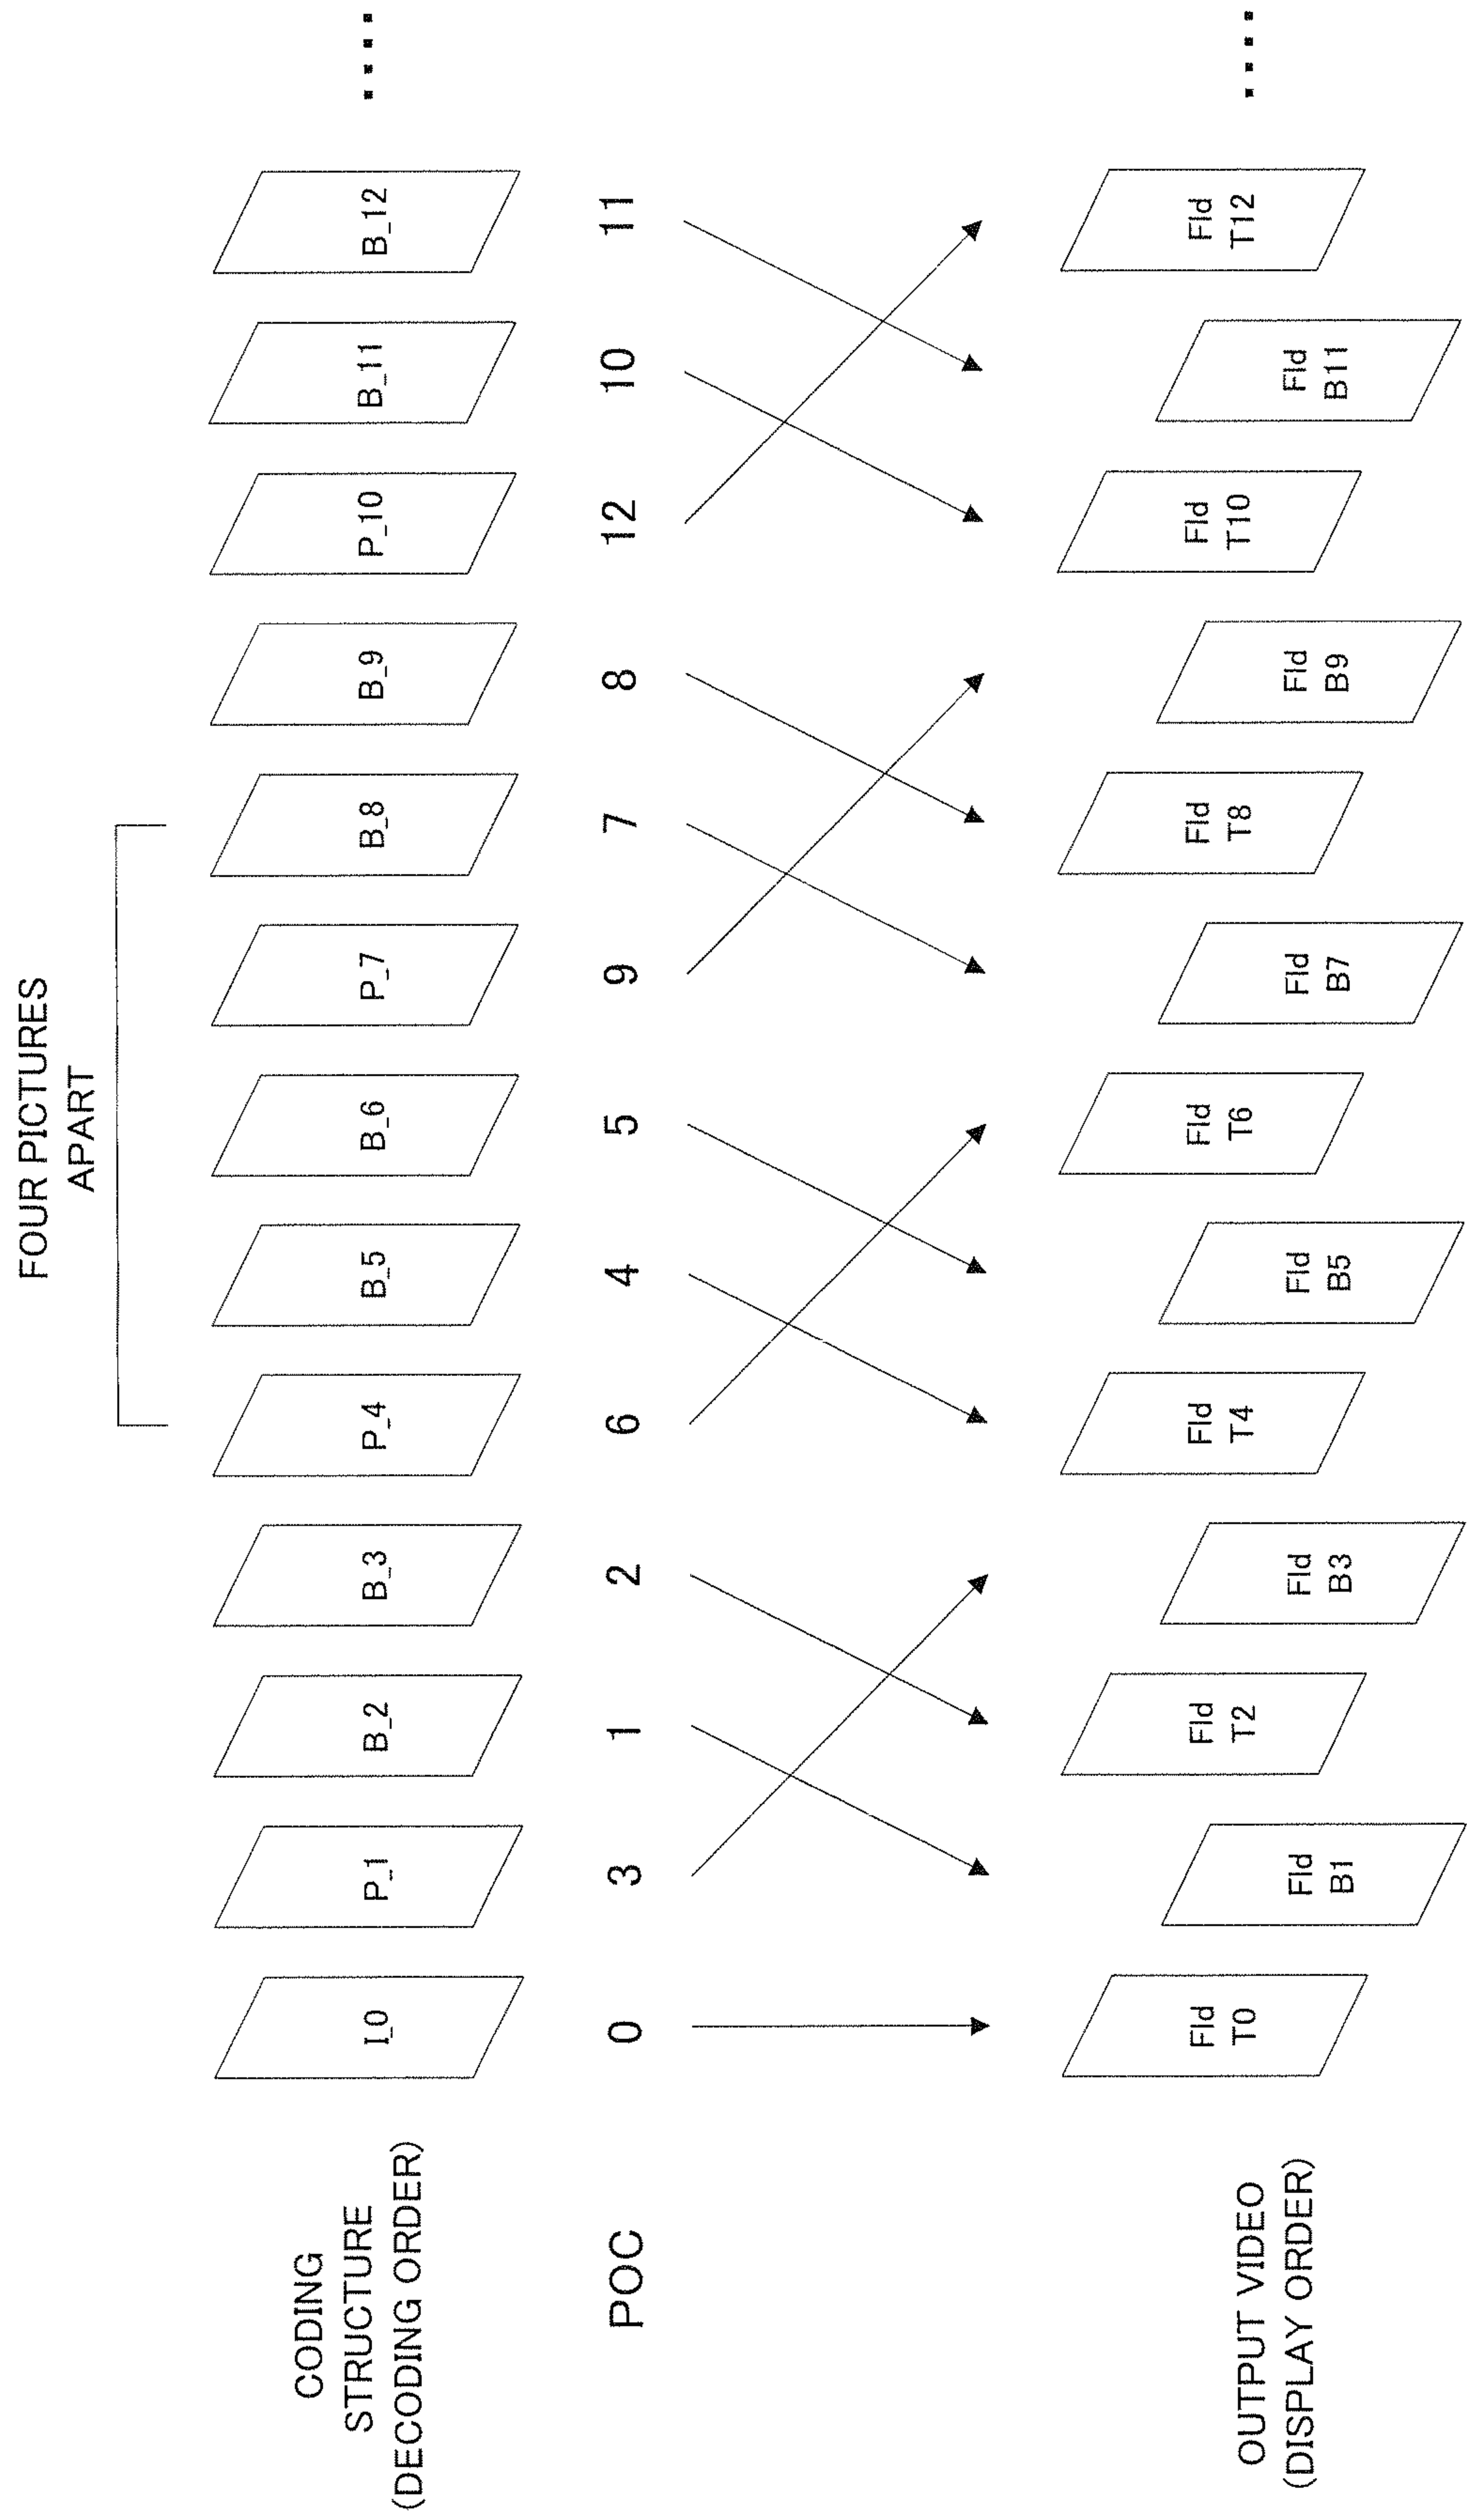 FOUR PICTURES
APART
CODING
STRUCTURE
(DECODING ORDER)
I_0
P_1
B_2
B_3
P_4
B_5
B_6
P_7
B_8
B_9
P_10
B_11
B_12
POC
0
3
1
2
6
4
5
9
7
8
12
10
11
OUTPUT VIDEO
(DISPLAY ORDER)
Fld
T0
Fld
B1
Fld
T2
Fld
B3
Fld
T4
Fld
B5
Fld
T6
Fld
B7
Fld
T8
Fld
B9
Fld
T10
Fld
B11
Fld
T12